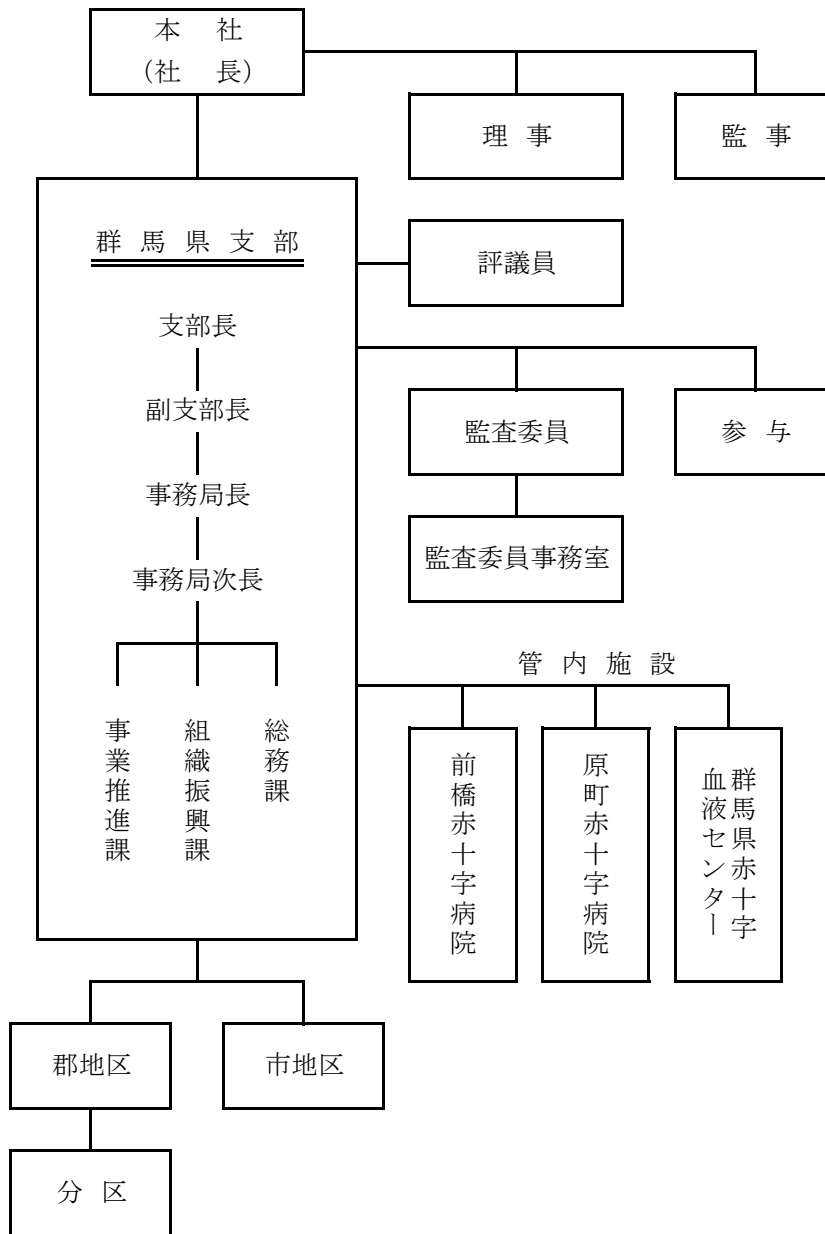 本 社
(社 長)
理 事
監 事
群 馬 県 支 部
評議員
支部長
副支部長
監査委員
参 与
事務局長
監査委員事務室
事務局次長
管 内 施 設
総務課
組織振興課
事業推進課
前橋赤十字病院
原町赤十字病院
群馬県赤十字
血液センター
郡地区
市地区
分 区